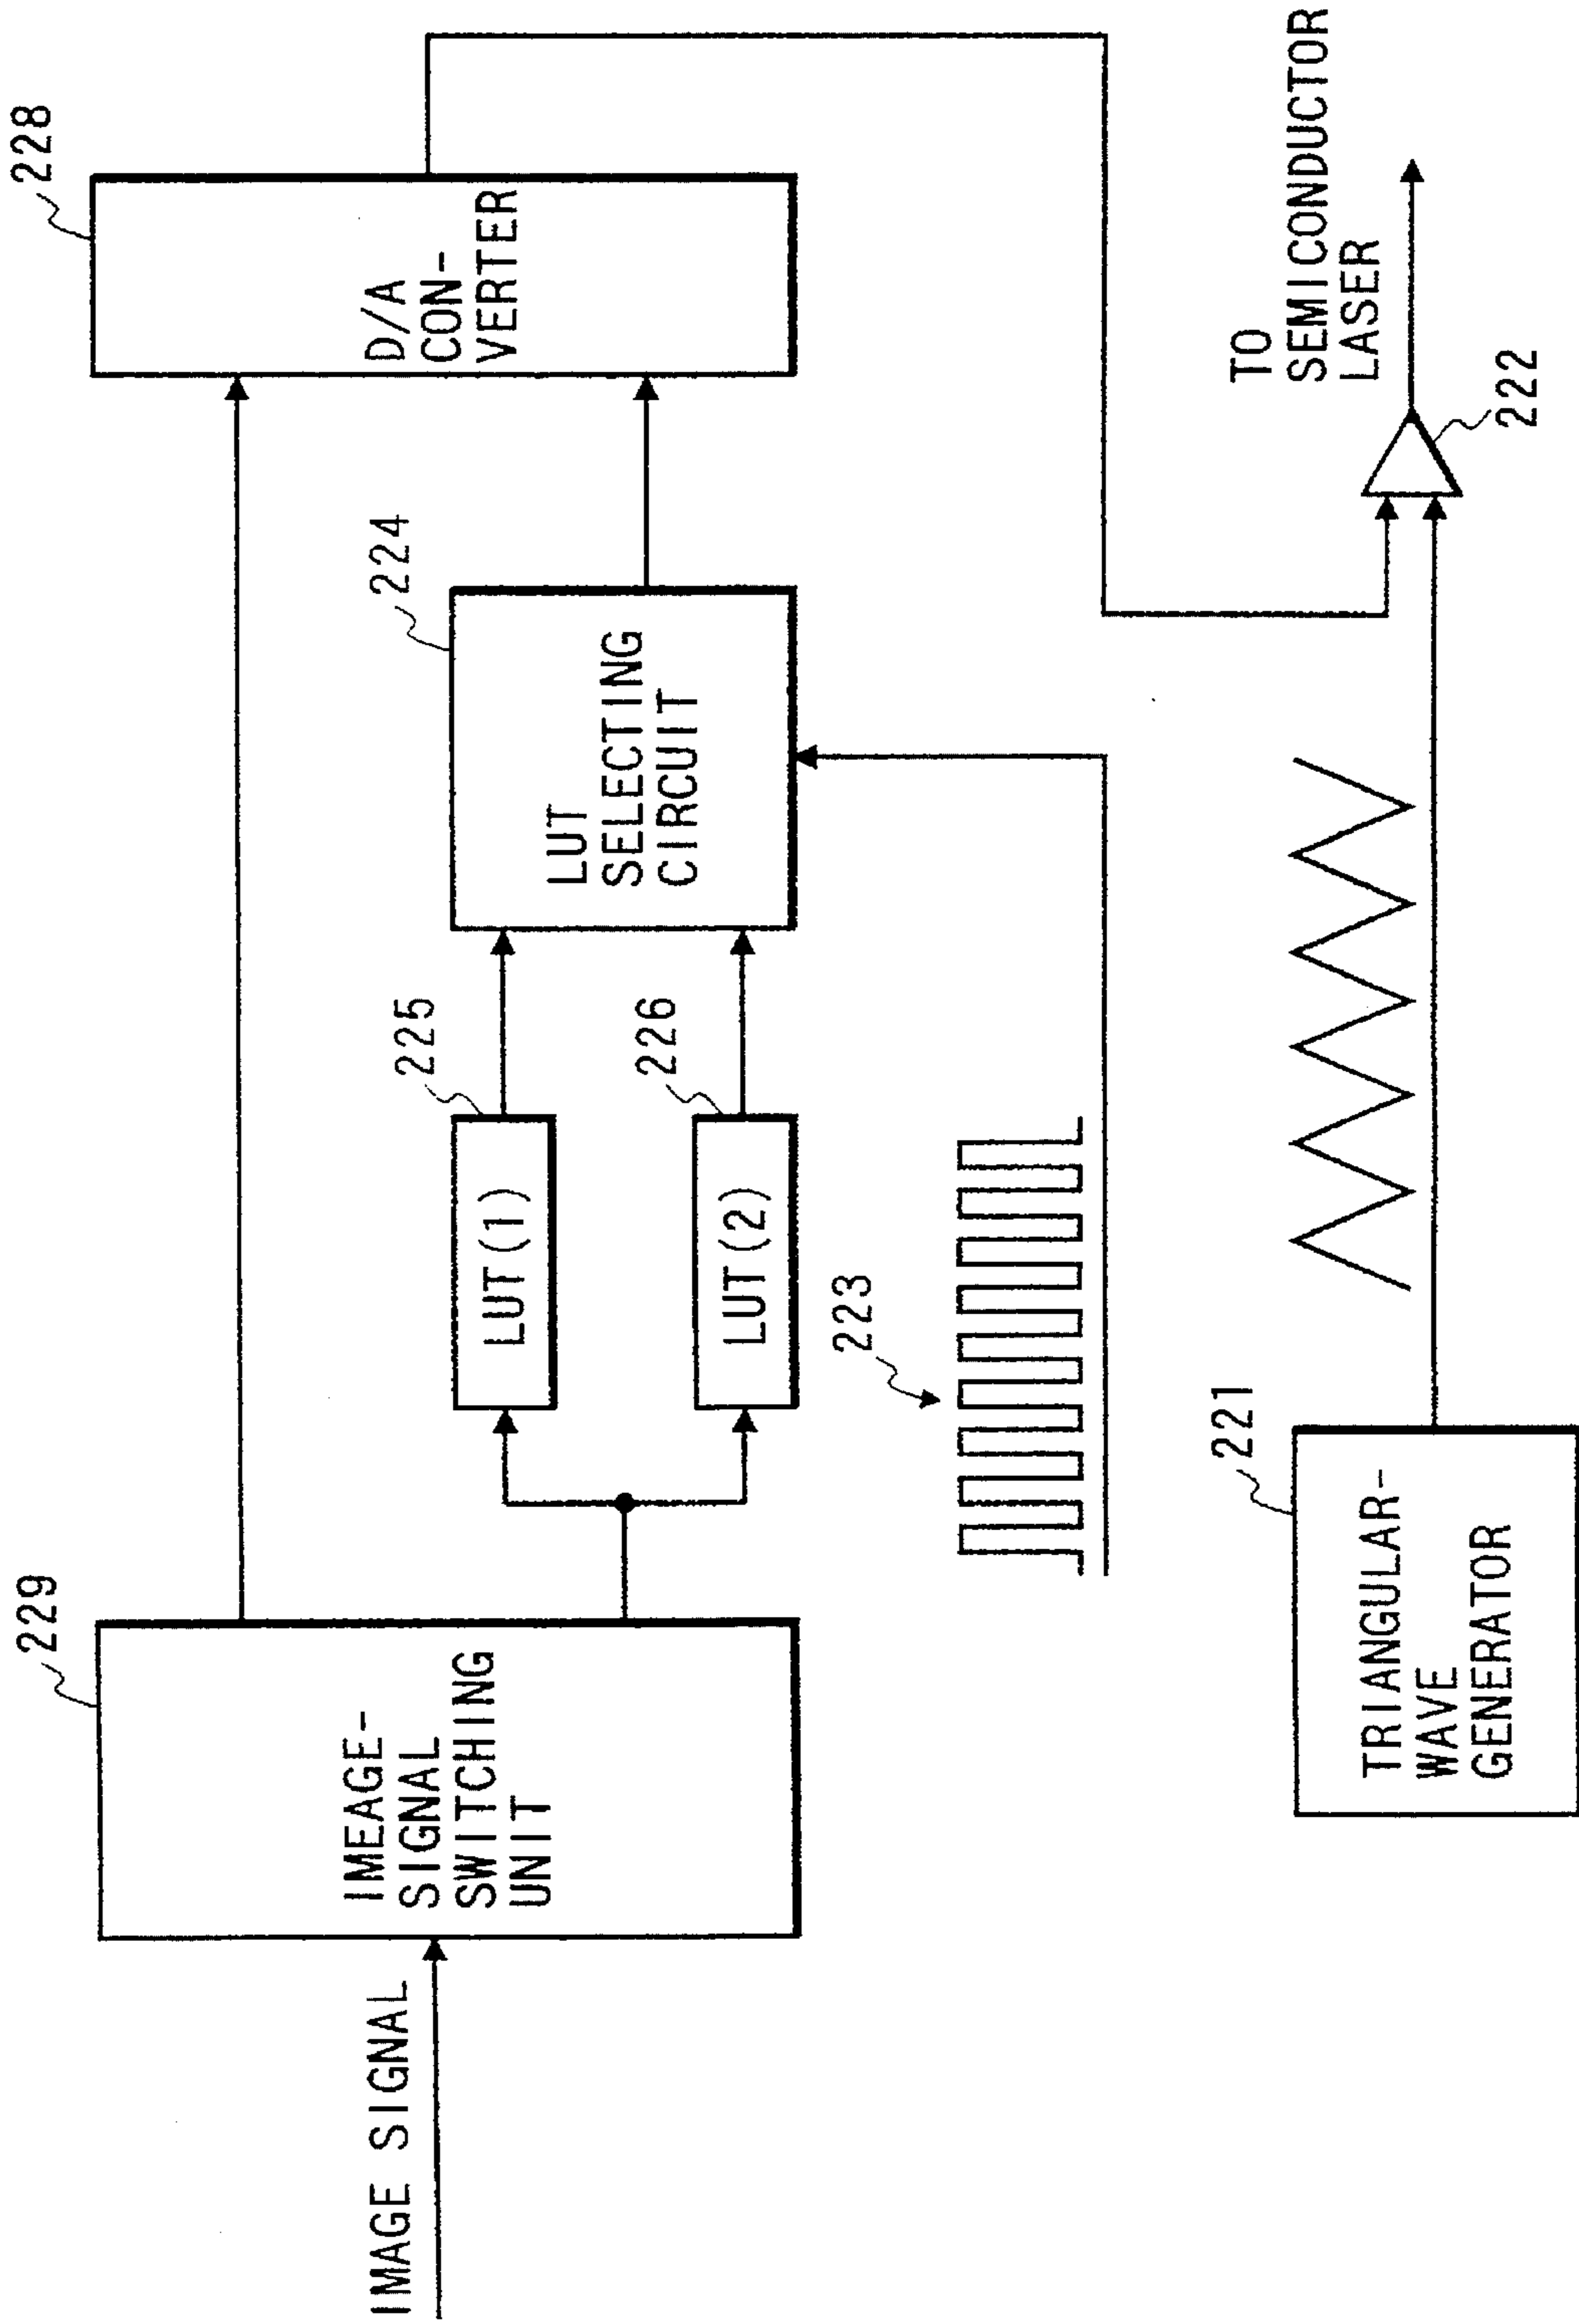 IMAGE SIGNAL
229
IMEAGE-
SIGNAL
SWITCHING
UNIT
225
LUT(1)
226
LUT(2)
224
LUT
SELECTING
CIRCUIT
228
D/A
CON-
VERTER
223
221
TRIANGULAR-
WAVE
GENERATOR
222
TO
SEMICONDUCTOR
LASER